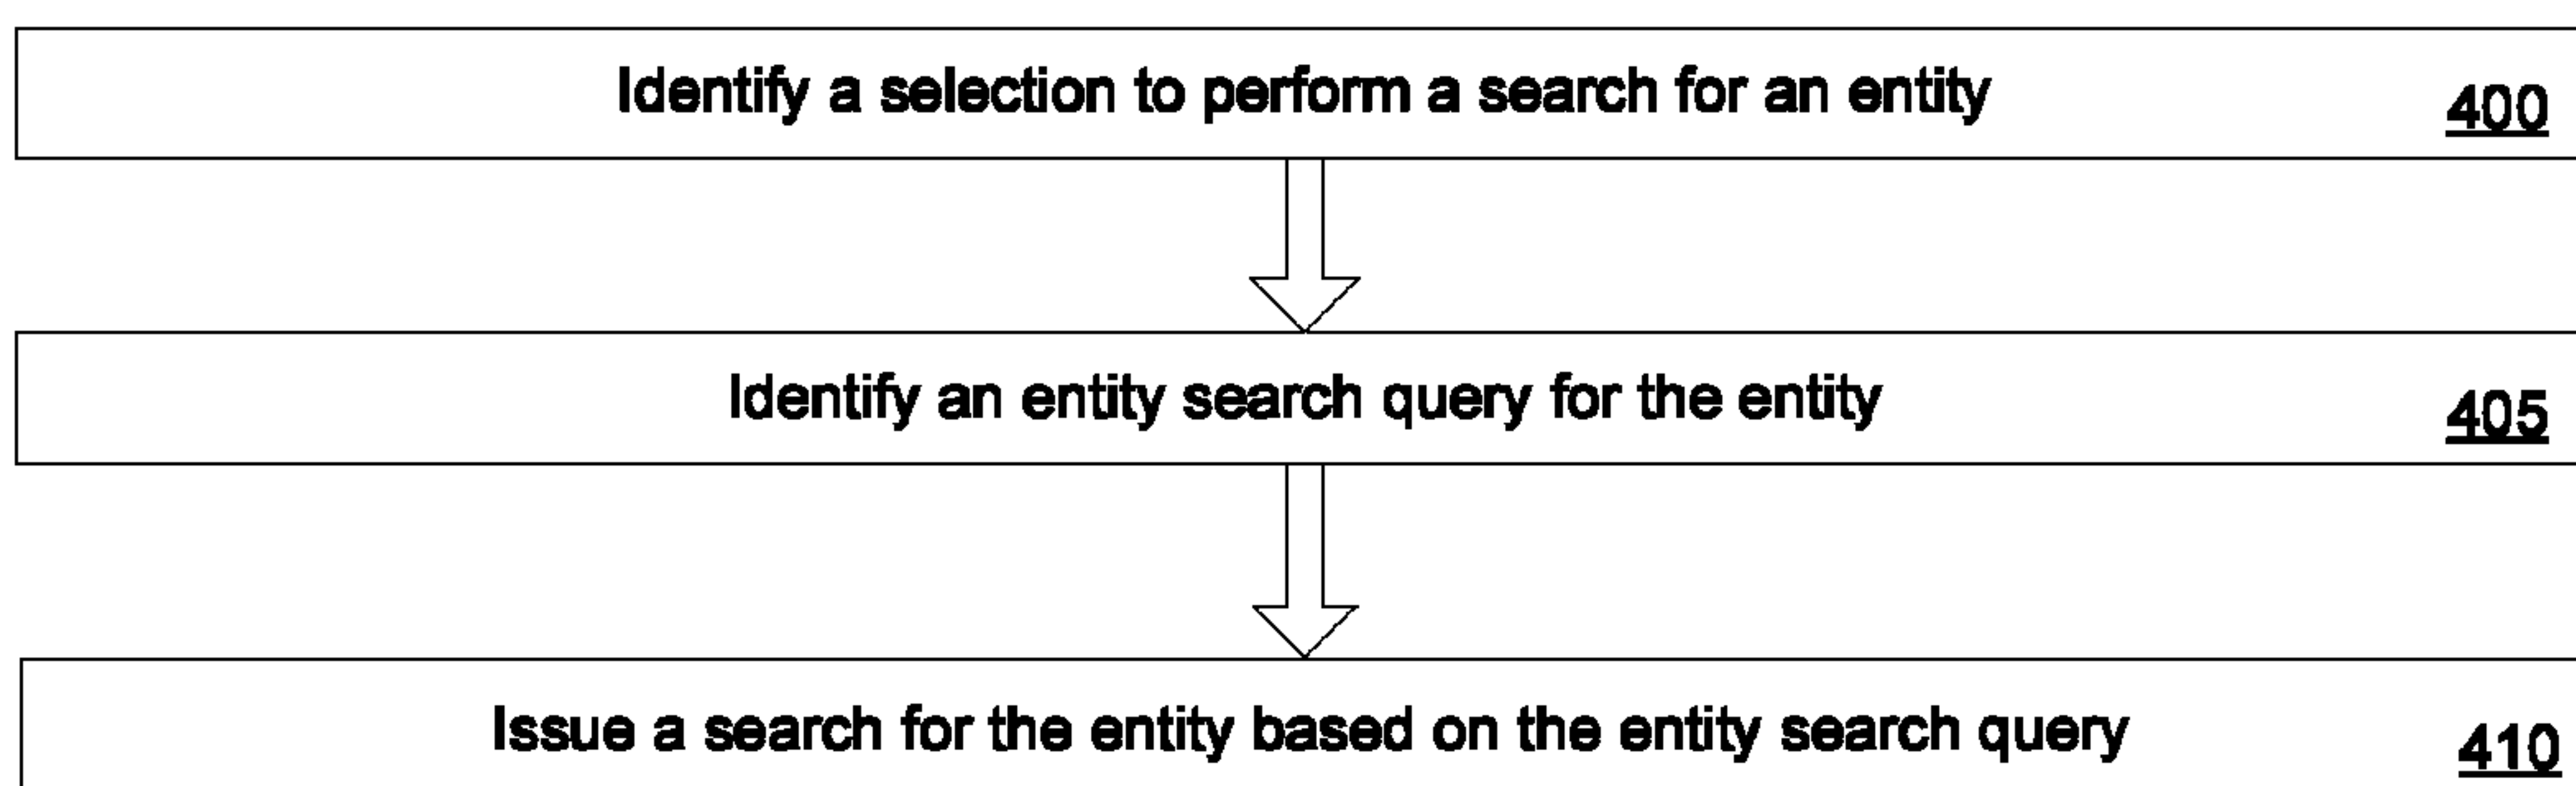 Identify a selection to perform a search for an entity 400
Identify an entity search query for the entity 405
Issue a search for the entity based on the entity search query 410